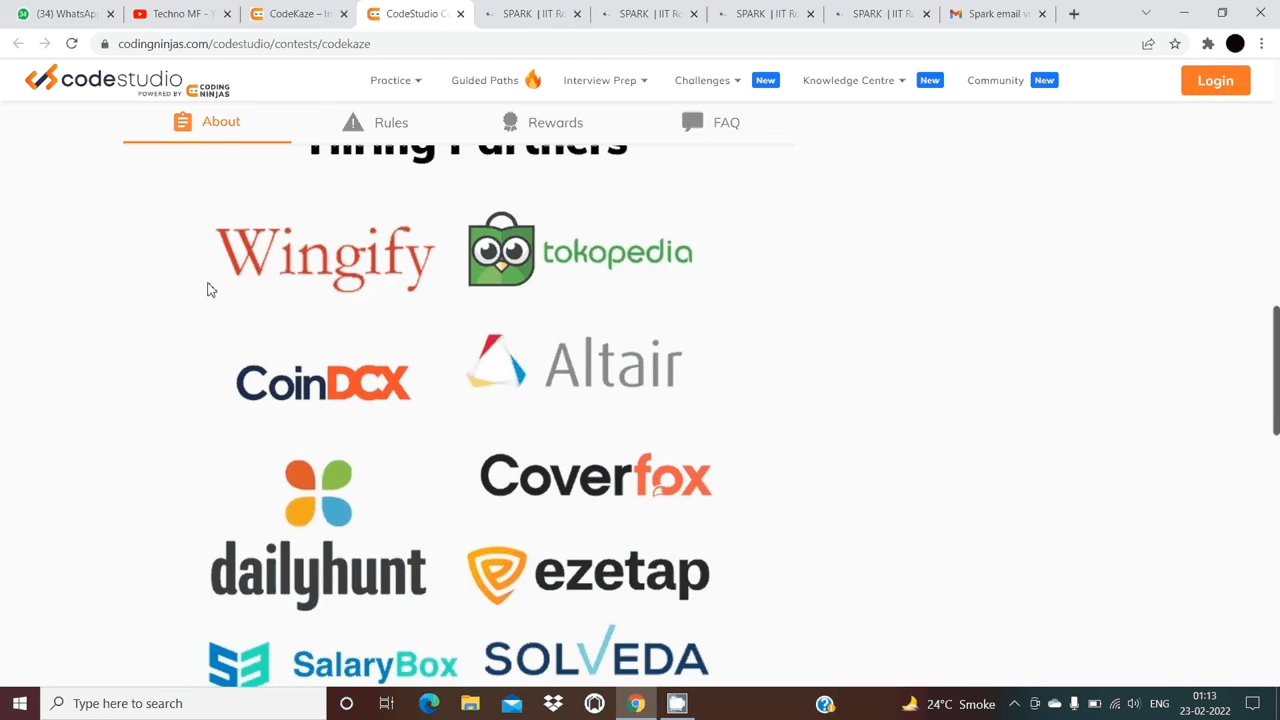 (34) WhatsApp
Techno MF - Y
CodeKaze – In
CodeStudio Co
SPARK | IIT Ro
SPARK | IIT Ro
SPARK | IIT Ro
SPARK | IIT Ro
Spark email v
codingninjas.com/codestudio/contests/codekaze
codestudio
POWERED BY CODING NINJAS
Practice
Guided Paths
Interview Prep
Challenges New
Knowledge Centre New
Community New
Login
About
Rules
Rewards
FAQ
Hiring Partners
Wingify
tokopedia
CoinDCX
Altair
Coverfox
dailyhunt
ezetap
SalaryBox
SOLVEDA
Type here to search
24°C Smoke
ENG
01:13
23-02-2022